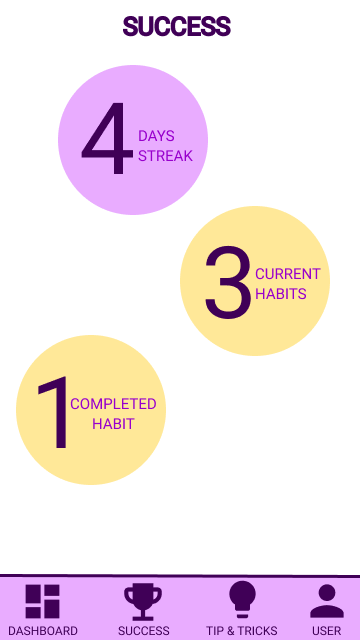 SUCCESS
4 DAYS
STREAK
3 CURRENT
HABITS
1 COMPLETED
HABIT
DASHBOARD SUCCESS TIP & TRICKS USER